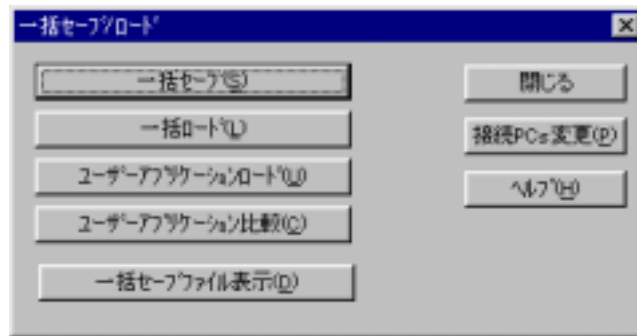 一括セーブ/ロード
一括セーブ(S)
一括ロード(L)
ユーザーアプリケーションロード(U)
ユーザーアプリケーション比較(C)
一括セーブファイル表示(D)
閉じる
接続PCs変更(P)
ヘルプ(H)